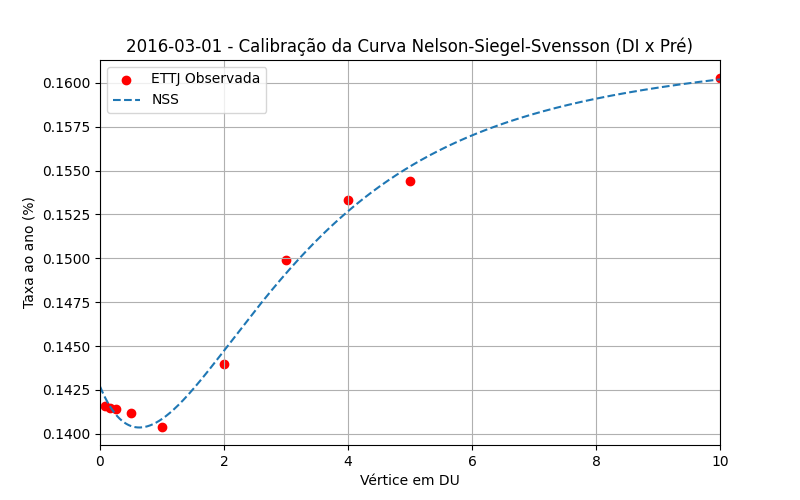 2016-03-01 - Calibração da Curva Nelson-Siegel-Svensson (DI x Pré)
ETTJ Observada
NSS
Taxa ao ano (%)
0.1600
0.1575
0.1550
0.1525
0.1500
0.1475
0.1450
0.1425
0.1400
0 2 4 6 8 10
Vértice em DU